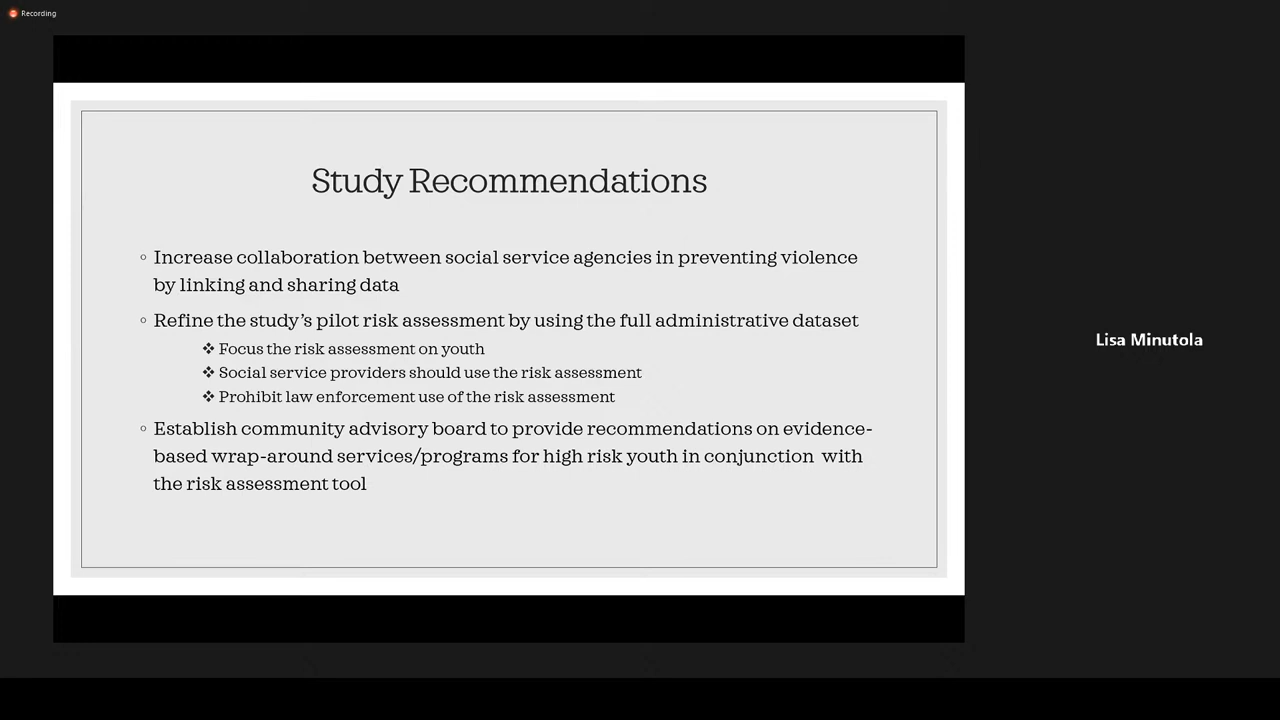 Recording
Study Recommendations
◦ Increase collaboration between social service agencies in preventing violence
by linking and sharing data
◦ Refine the study’s pilot risk assessment by using the full administrative dataset
❖ Focus the risk assessment on youth
❖ Social service providers should use the risk assessment
❖ Prohibit law enforcement use of the risk assessment
◦ Establish community advisory board to provide recommendations on evidence-
based wrap-around services/programs for high risk youth in conjunction  with
the risk assessment tool
Lisa Minutola